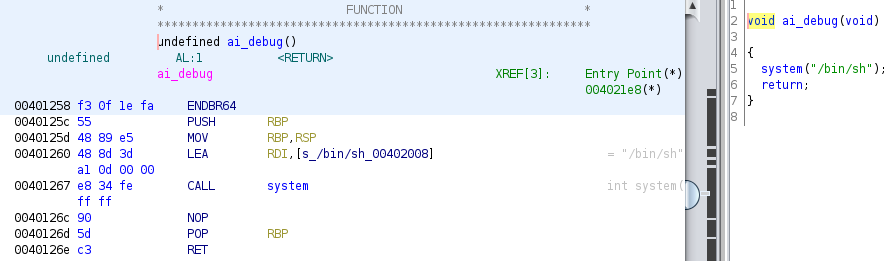 * FUNCTION *
**************************************************************
undefined ai_debug()
undefined AL:1 <RETURN>
ai_debug XREF[3]: Entry Point(*)
004021e8(*)
00401258 f3 0f 1e fa ENDBR64
0040125c 55 PUSH RBP
0040125d 48 89 e5 MOV RBP,RSP
00401260 48 8d 3d LEA RDI,[s_/bin/sh_00402008] = "/bin/sh"
a1 0d 00 00
00401267 e8 34 fe CALL system int system(
ff ff
0040126c 90 NOP
0040126d 5d POP RBP
0040126e c3 RET
1
2 void ai_debug(void)
3
4 {
5 system("/bin/sh");
6 return;
7 }
8